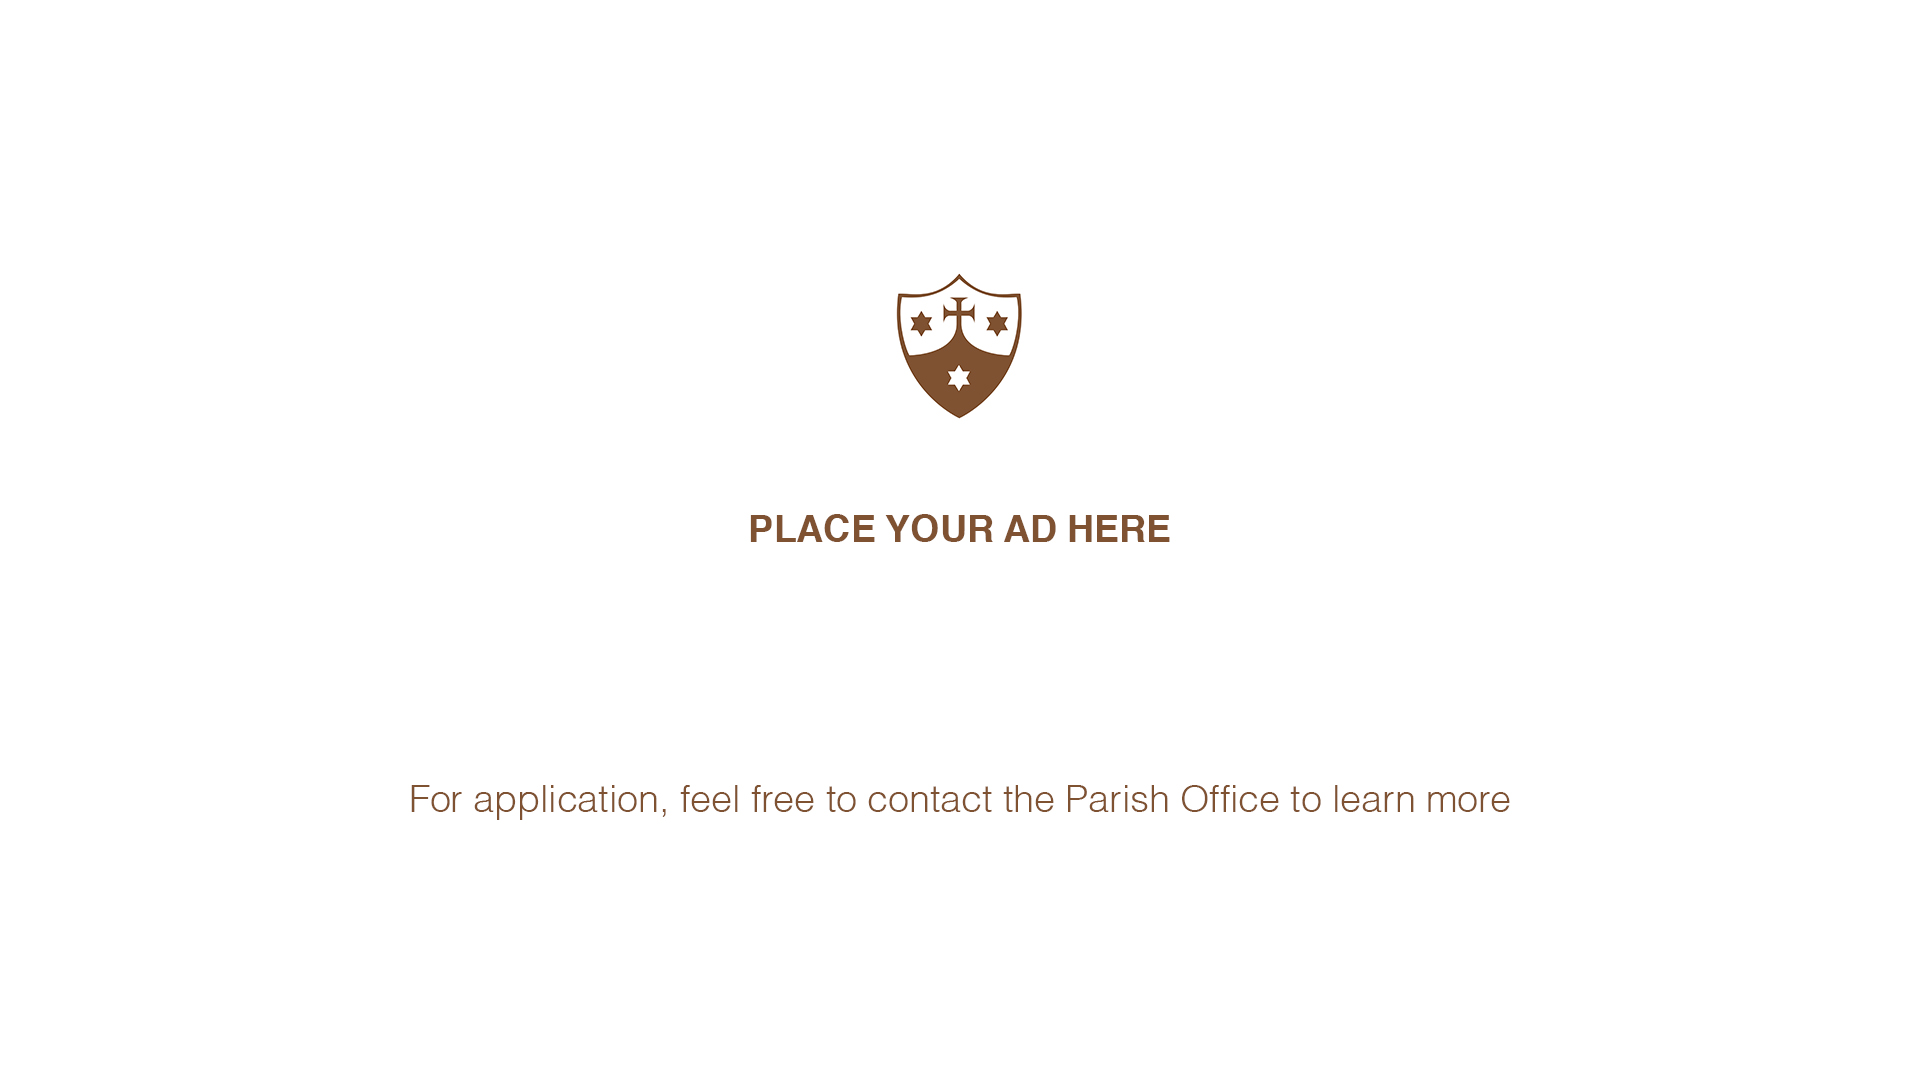 PLACE YOUR AD HERE
For application, feel free to contact the Parish Office to learn more